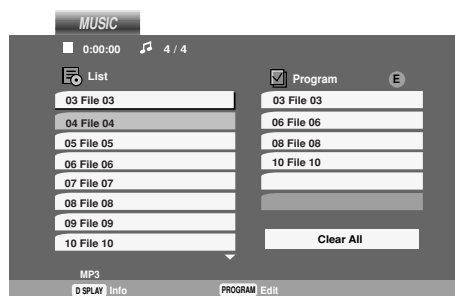 MUSIC
0:00:00 4 / 4
List
Program E
03 File 03
04 File 04
05 File 05
06 File 06
07 File 07
08 File 08
09 File 09
10 File 10
03 File 03
06 File 06
08 File 08
10 File 10
Clear All
MP3
D SPLAY Info PROGRAM Edit